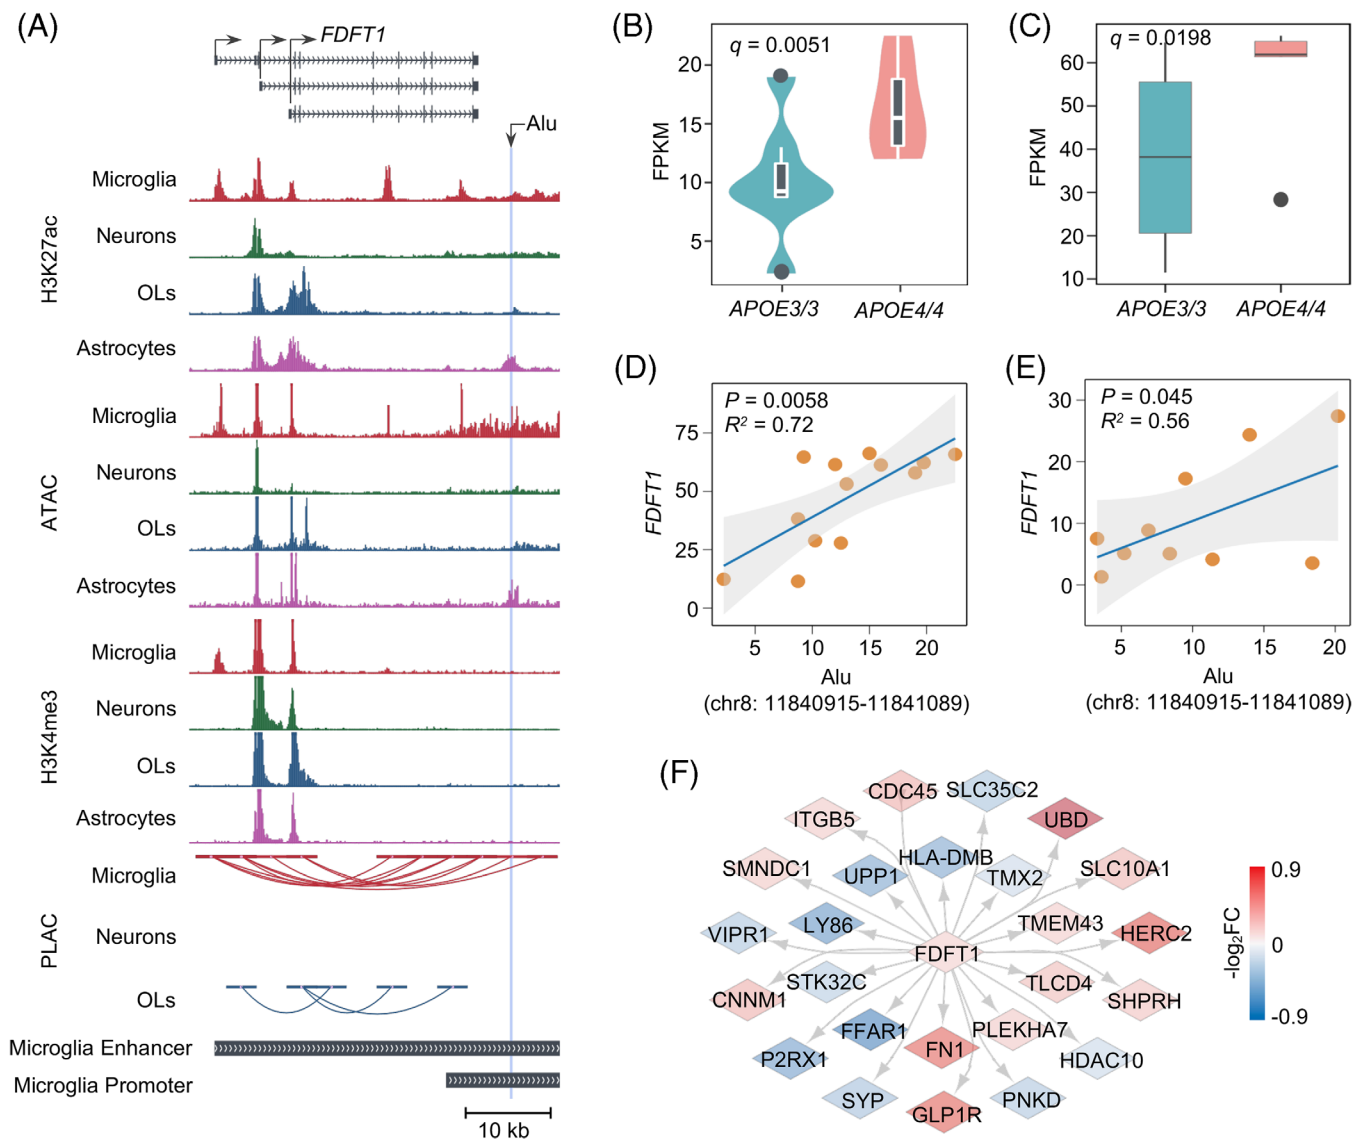 (A)
FDFT1
Alu
H3K27ac
Microglia
Neurons
OLs
Astrocytes
ATAC
Microglia
Neurons
OLs
Astrocytes
H3K4me3
Microglia
Neurons
OLs
Astrocytes
PLAC
Microglia
Neurons
OLs
Microglia Enhancer
Microglia Promoter
10 kb
(B)
q = 0.0051
FPKM
20
15
10
5
APOE3/3
APOE4/4
(C)
q = 0.0198
FPKM
60
50
40
30
20
10
APOE3/3
APOE4/4
(D)
P = 0.0058
R² = 0.72
FDFT1
75
50
25
0
5
10
15
20
Alu
(chr8: 11840915-11841089)
(E)
P = 0.045
R² = 0.56
FDFT1
30
20
10
0
5
10
15
20
Alu
(chr8: 11840915-11841089)
(F)
CDC45
SLC35C2
ITGB5
UBD
HLA-DMB
SMNDC1
UPP1
TMX2
SLC10A1
VIPR1
LY86
TMEM43
HERC2
FDFT1
CNNM1
STK32C
TLCD4
SHPRH
FFAR1
PLEKHA7
P2RX1
FN1
HDAC10
SYP
GLP1R
PNKD
0.9
0
-0.9
-log₂FC